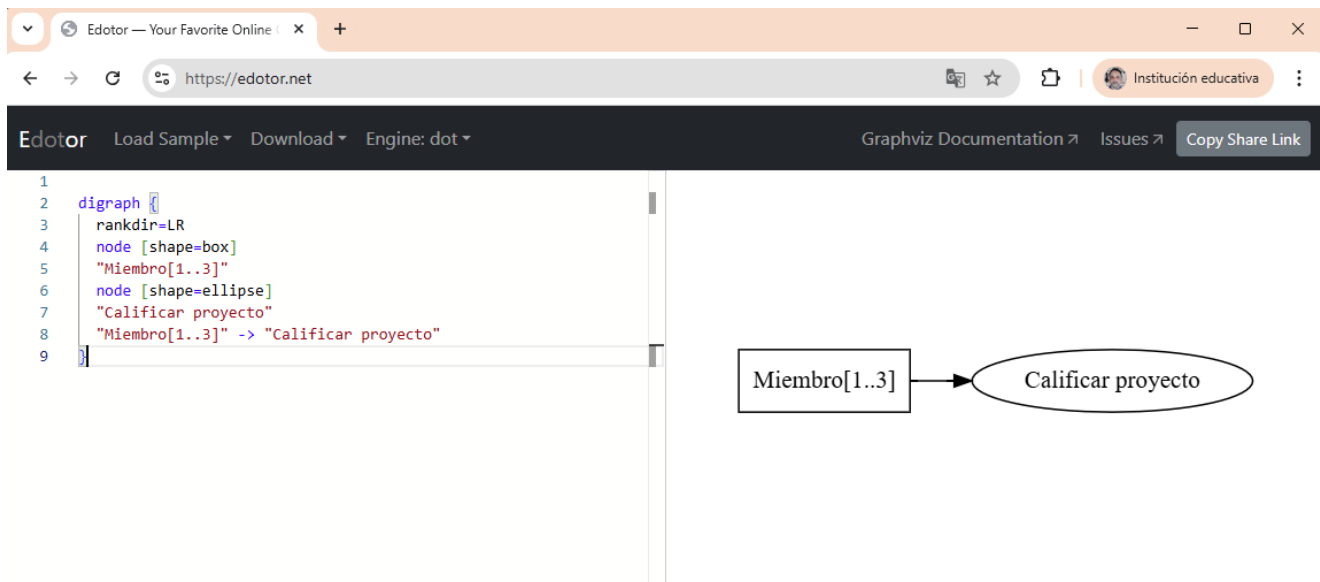 Edotor — Your Favorite Online
https://edotor.net
Institución educativa
Edotor Load Sample Download Engine: dot Graphviz Documentation Issues Copy Share Link
1
2 digraph {
3 rankdir=LR
4 node [shape=box]
5 "Miembro[1..3]"
6 node [shape=ellipse]
7 "Calificar proyecto"
8 "Miembro[1..3]" -> "Calificar proyecto"
9 }
Miembro[1..3]
Calificar proyecto